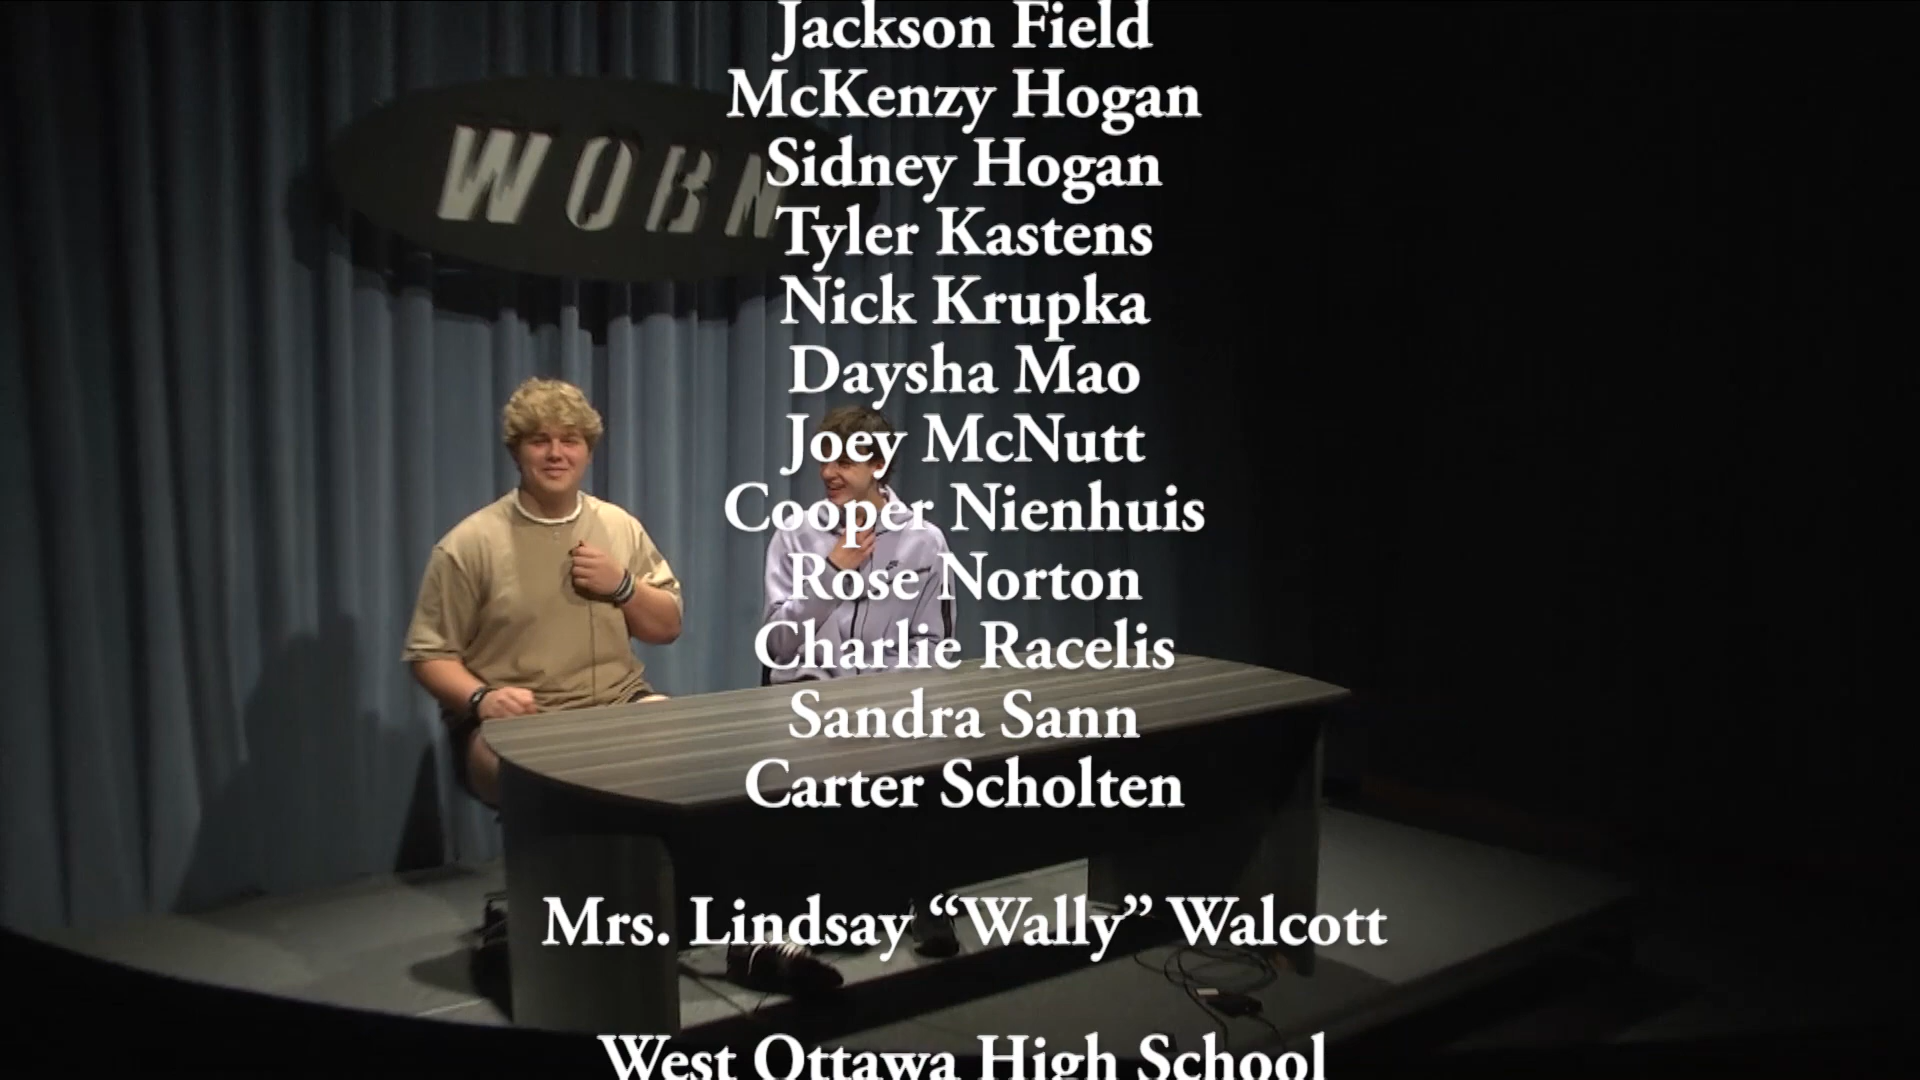 Jackson Field
McKenzy Hogan
WOBN
Sidney Hogan
Tyler Kastens
Nick Krupka
Daysha Mao
Joey McNutt
Cooper Nienhuis
Rose Norton
Charlie Racelis
Sandra Sann
Carter Scholten
Mrs. Lindsay “Wally” Walcott
West Ottawa High School